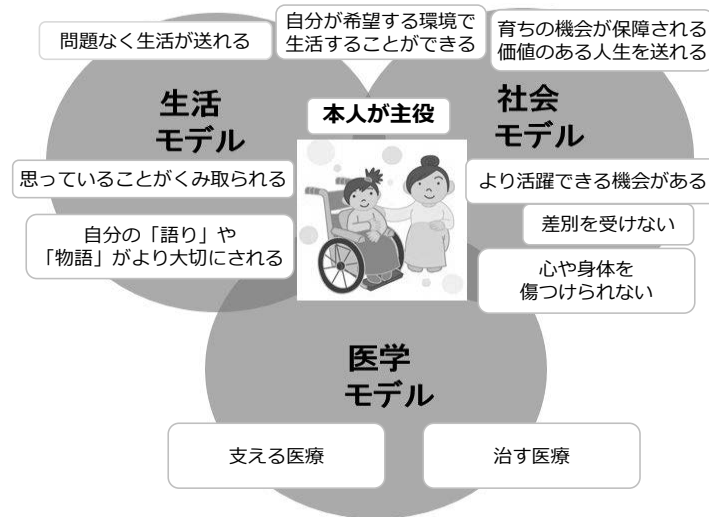 問題なく生活が送れる
自分が希望する環境で
生活することができる
育ちの機会が保障される
価値のある人生を送れる
生活
モデル
本人が主役
社会
モデル
思っていることがくみ取られる
より活躍できる機会がある
自分の「語り」や
「物語」がより大切にされる
差別を受けない
心や身体を
傷つけられない
医学
モデル
支える医療
治す医療